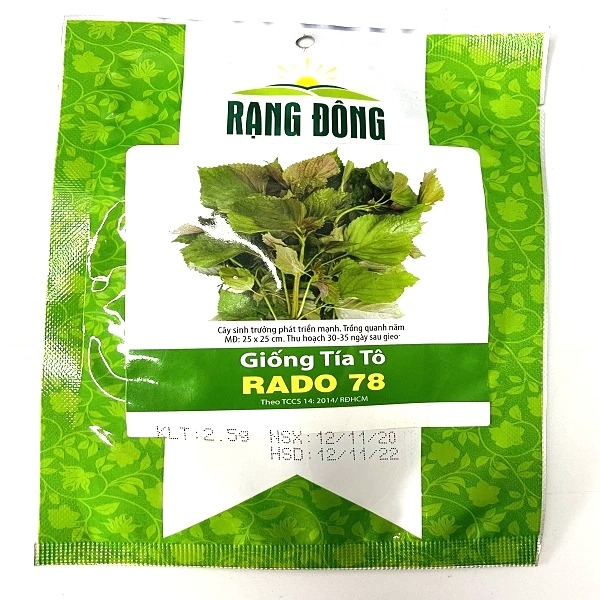 RẠNG ĐÔNG
Cây sinh trưởng phát triển mạnh. Trồng quanh năm
MĐ: 25 x 25 cm. Thu hoạch 30-35 ngày sau gieo.
Giống Tía Tô
RADO 78
Theo TCCS 14: 2014/ RĐHCM
KLT:2.5g NSX:12/11/20
HSD:12/11/22